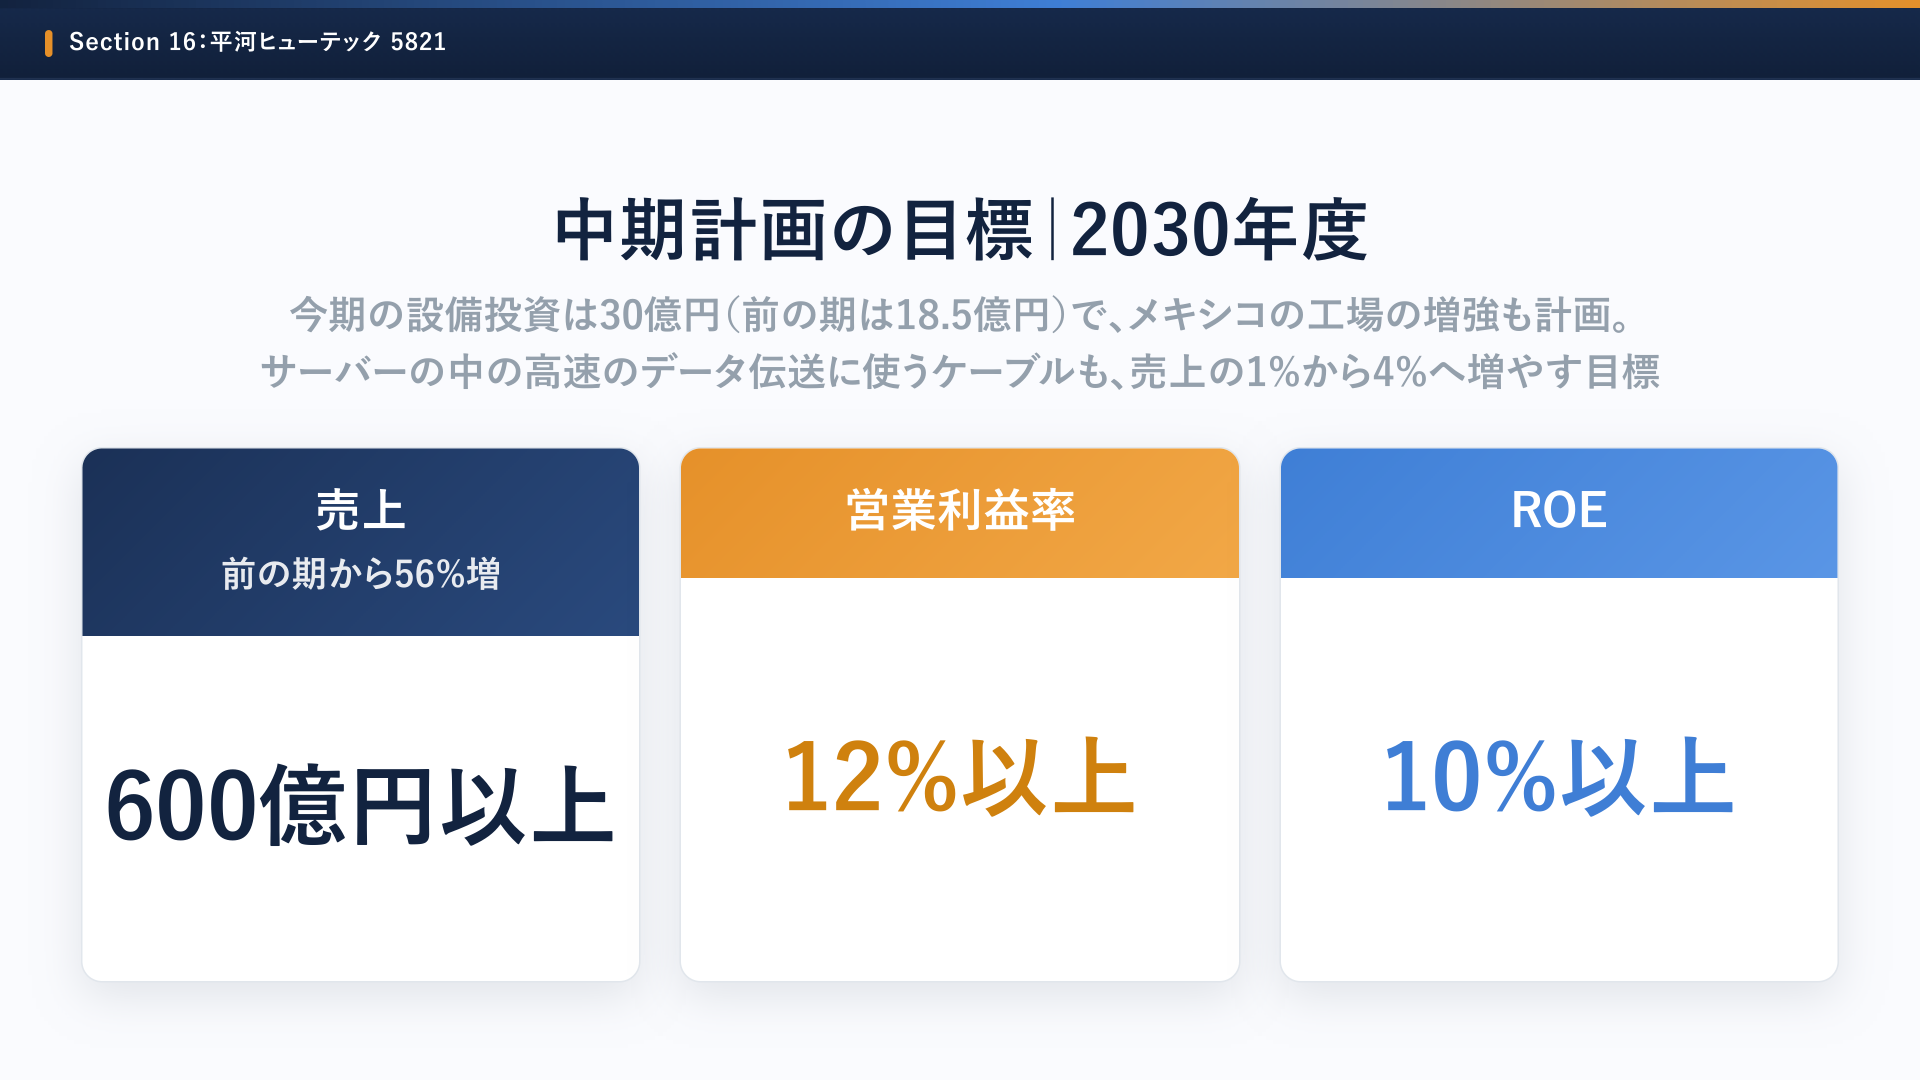 Section 16：平河ヒューテック 5821
中期計画の目標｜2030年度
今期の設備投資は30億円（前の期は18.5億円）で、メキシコの工場の増強も計画。
サーバーの中の高速のデータ伝送に使うケーブルも、売上の1%から4%へ増やす目標
売上
前の期から56%増
600億円以上
営業利益率
12%以上
ROE
10%以上